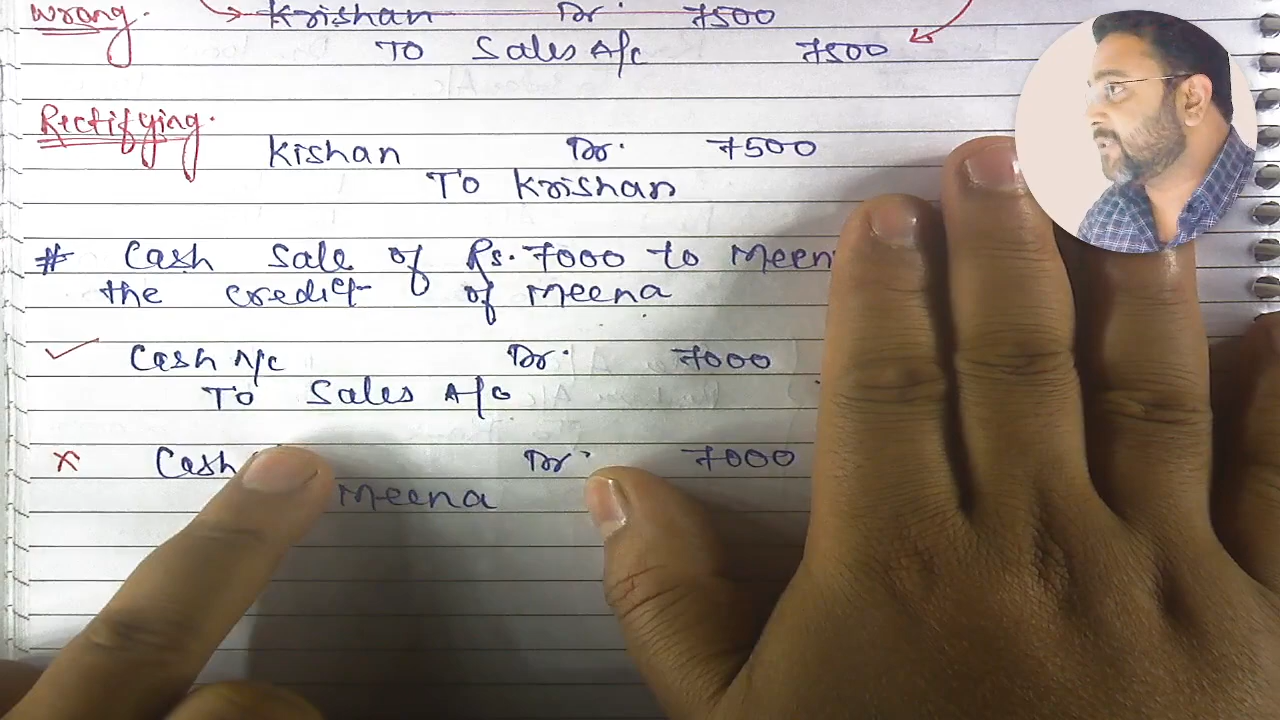 Wrong. → Krishan Dr. 7500
TO Sales A/c 7500
Rectifying.
Kishan Dr. 7500
TO Krishan
# Cash Sale of Rs. 7000 to Meen
the credit of Meena
✓ Cash A/c Dr. 7000
TO Sales A/c
x Cash Dr. 7000
Meena